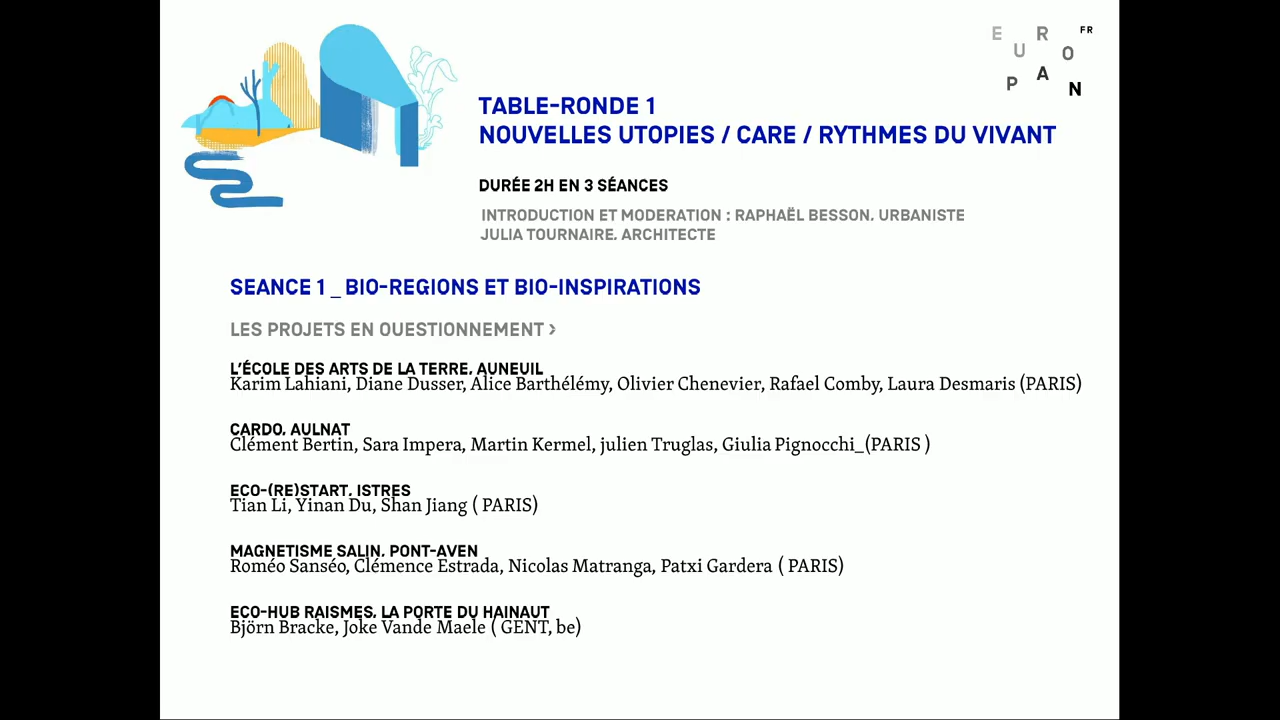 EUROPAN FR
TABLE-RONDE 1
NOUVELLES UTOPIES / CARE / RYTHMES DU VIVANT
DURÉE 2H EN 3 SÉANCES
INTRODUCTION ET MODERATION : RAPHAËL BESSON, URBANISTE
JULIA TOURNAIRE, ARCHITECTE
SEANCE 1 _ BIO-REGIONS ET BIO-INSPIRATIONS
LES PROJETS EN QUESTIONNEMENT >
L'ÉCOLE DES ARTS DE LA TERRE, AUNEUIL
Karim Lahiani, Diane Dusser, Alice Barthélémy, Olivier Chenevier, Rafael Comby, Laura Desmaris (PARIS)
CARDO, AULNAT
Clément Bertin, Sara Impera, Martin Kermel, julien Truglas, Giulia Pignocchi_(PARIS )
ECO-(RE)START, ISTRES
Tian Li, Yinan Du, Shan Jiang ( PARIS)
MAGNETISME SALIN, PONT-AVEN
Roméo Sanséo, Clémence Estrada, Nicolas Matranga, Patxi Gardera ( PARIS)
ECO-HUB RAISMES, LA PORTE DU HAINAUT
Björn Bracke, Joke Vande Maele ( GENT, be)